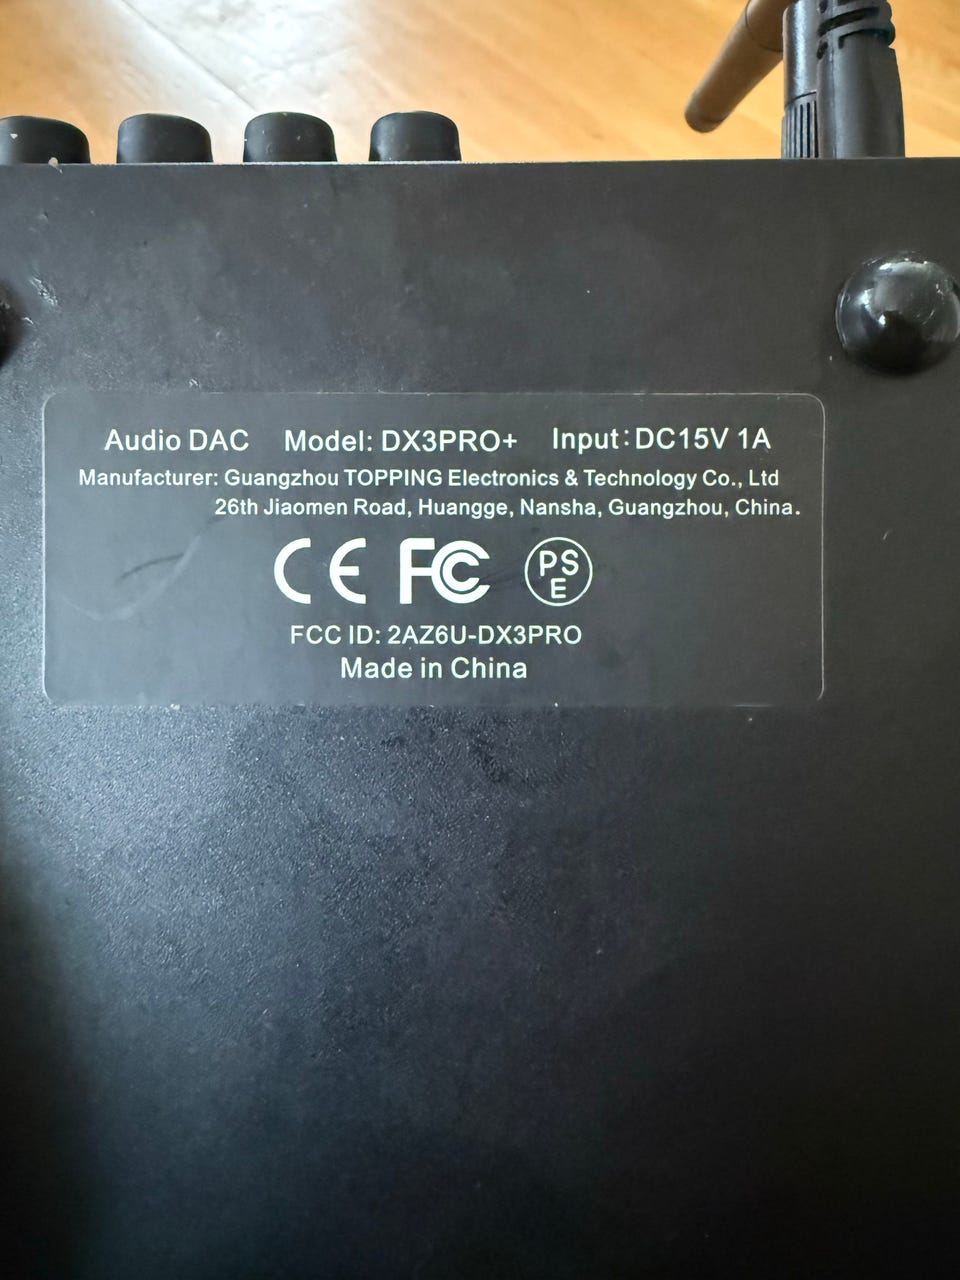 Audio DAC Model: DX3PRO+ Input:DC15V 1A
Manufacturer: Guangzhou TOPPING Electronics & Technology Co., Ltd
26th Jiaomen Road, Huangge, Nansha, Guangzhou, China.
CE FC PSE
FCC ID: 2AZ6U-DX3PRO
Made in China